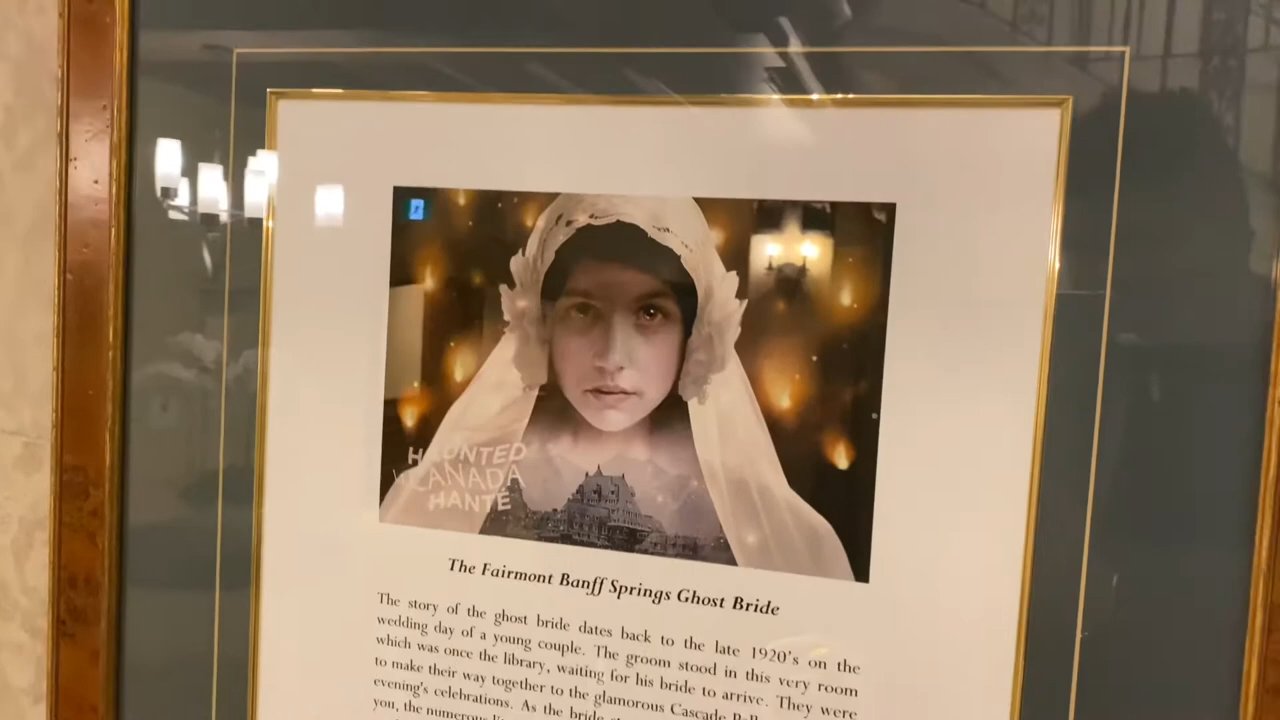 HAUNTED
CANADA
HANTÉ
The Fairmont Banff Springs Ghost Bride
The story of the ghost bride dates back to the late 1920's on the
wedding day of a young couple. The groom stood in this very room
which was once the library, waiting for his bride to arrive. They were
to make their way together to the glamorous Cascade
evening's celebrations. As the bride
you, the numerous